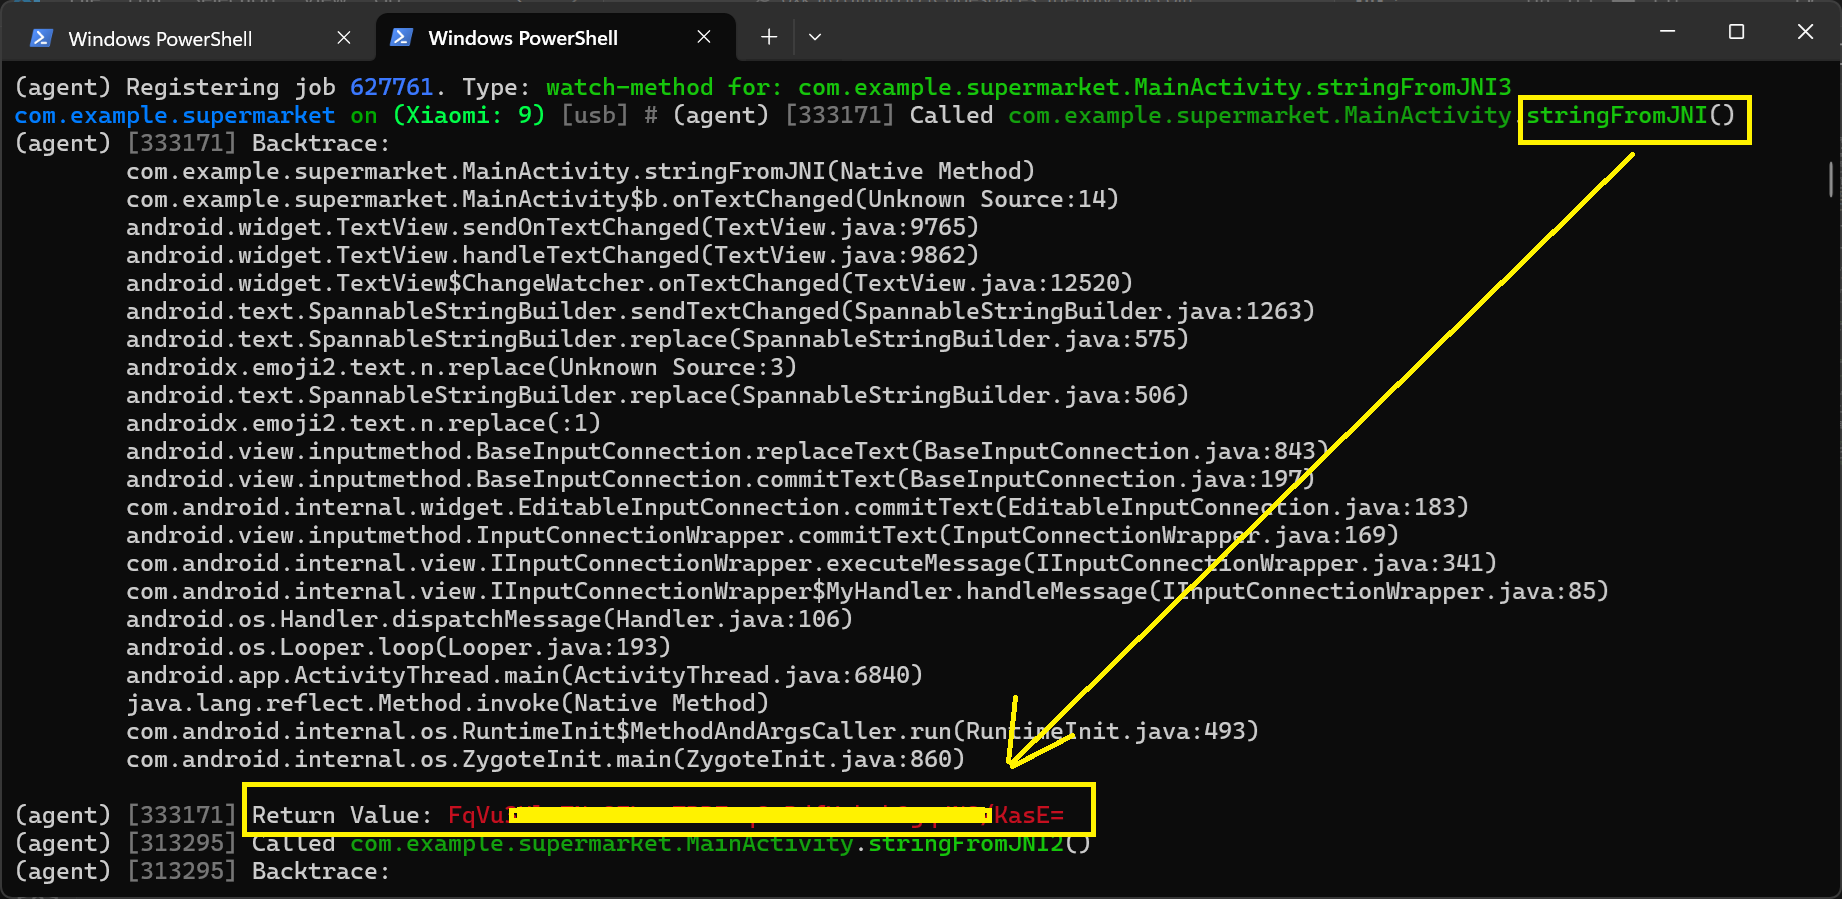 Windows PowerShell
Windows PowerShell
(agent) Registering job 627761. Type: watch-method for: com.example.supermarket.MainActivity.stringFromJNI3
com.example.supermarket on (Xiaomi: 9) [usb] # (agent) [333171] Called com.example.supermarket.MainActivity.stringFromJNI()
(agent) [333171] Backtrace:
com.example.supermarket.MainActivity.stringFromJNI(Native Method)
com.example.supermarket.MainActivity$b.onTextChanged(Unknown Source:14)
android.widget.TextView.sendOnTextChanged(TextView.java:9765)
android.widget.TextView.handleTextChanged(TextView.java:9862)
android.widget.TextView$ChangeWatcher.onTextChanged(TextView.java:12520)
android.text.SpannableStringBuilder.sendTextChanged(SpannableStringBuilder.java:1263)
android.text.SpannableStringBuilder.replace(SpannableStringBuilder.java:575)
androidx.emoji2.text.n.replace(Unknown Source:3)
android.text.SpannableStringBuilder.replace(SpannableStringBuilder.java:506)
androidx.emoji2.text.n.replace(:1)
android.view.inputmethod.BaseInputConnection.replaceText(BaseInputConnection.java:843)
android.view.inputmethod.BaseInputConnection.commitText(BaseInputConnection.java:197)
com.android.internal.widget.EditableInputConnection.commitText(EditableInputConnection.java:183)
android.view.inputmethod.InputConnectionWrapper.commitText(InputConnectionWrapper.java:169)
com.android.internal.view.IInputConnectionWrapper.executeMessage(IInputConnectionWrapper.java:341)
com.android.internal.view.IInputConnectionWrapper$MyHandler.handleMessage(IInputConnectionWrapper.java:85)
android.os.Handler.dispatchMessage(Handler.java:106)
android.os.Looper.loop(Looper.java:193)
android.app.ActivityThread.main(ActivityThread.java:6840)
java.lang.reflect.Method.invoke(Native Method)
com.android.internal.os.RuntimeInit$MethodAndArgsCaller.run(RuntimeInit.java:493)
com.android.internal.os.ZygoteInit.main(ZygoteInit.java:860)
(agent) [333171] Return Value: FqVu /KasE=
(agent) [313295] Called com.example.supermarket.MainActivity.stringFromJNI2()
(agent) [313295] Backtrace: